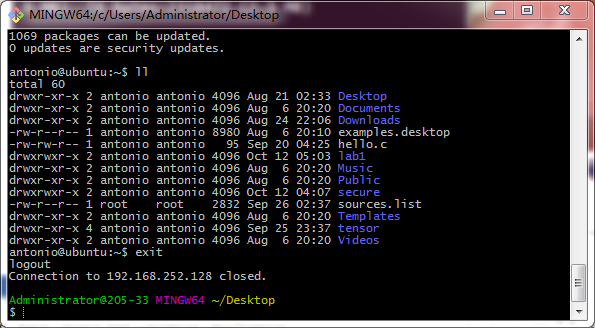 MINGW64:/c/Users/Administrator/Desktop
1069 packages can be updated.
0 updates are security updates.
antonio@ubuntu:~$ ll
total 60
drwxr-xr-x 2 antonio antonio 4096 Aug 21 02:33 Desktop
drwxr-xr-x 2 antonio antonio 4096 Aug  6 20:20 Documents
drwxr-xr-x 2 antonio antonio 4096 Aug 24 22:06 Downloads
-rw-r--r-- 1 antonio antonio 8980 Aug  6 20:10 examples.desktop
-rw-rw-r-- 1 antonio antonio   95 Sep 20 04:25 hello.c
drwxrwxr-x 2 antonio antonio 4096 Oct 12 05:03 lab1
drwxr-xr-x 2 antonio antonio 4096 Aug  6 20:20 Music
drwxr-xr-x 2 antonio antonio 4096 Aug  6 20:20 Public
drwxrwxr-x 2 antonio antonio 4096 Oct 12 04:07 secure
-rw-r--r-- 1 root    root    2832 Sep 26 02:37 sources.list
drwxr-xr-x 2 antonio antonio 4096 Aug  6 20:20 Templates
drwxr-xr-x 4 antonio antonio 4096 Sep 25 23:37 tensor
drwxr-xr-x 2 antonio antonio 4096 Aug  6 20:20 Videos
antonio@ubuntu:~$ exit
logout
Connection to 192.168.252.128 closed.
Administrator@205-33 MINGW64 ~/Desktop
$